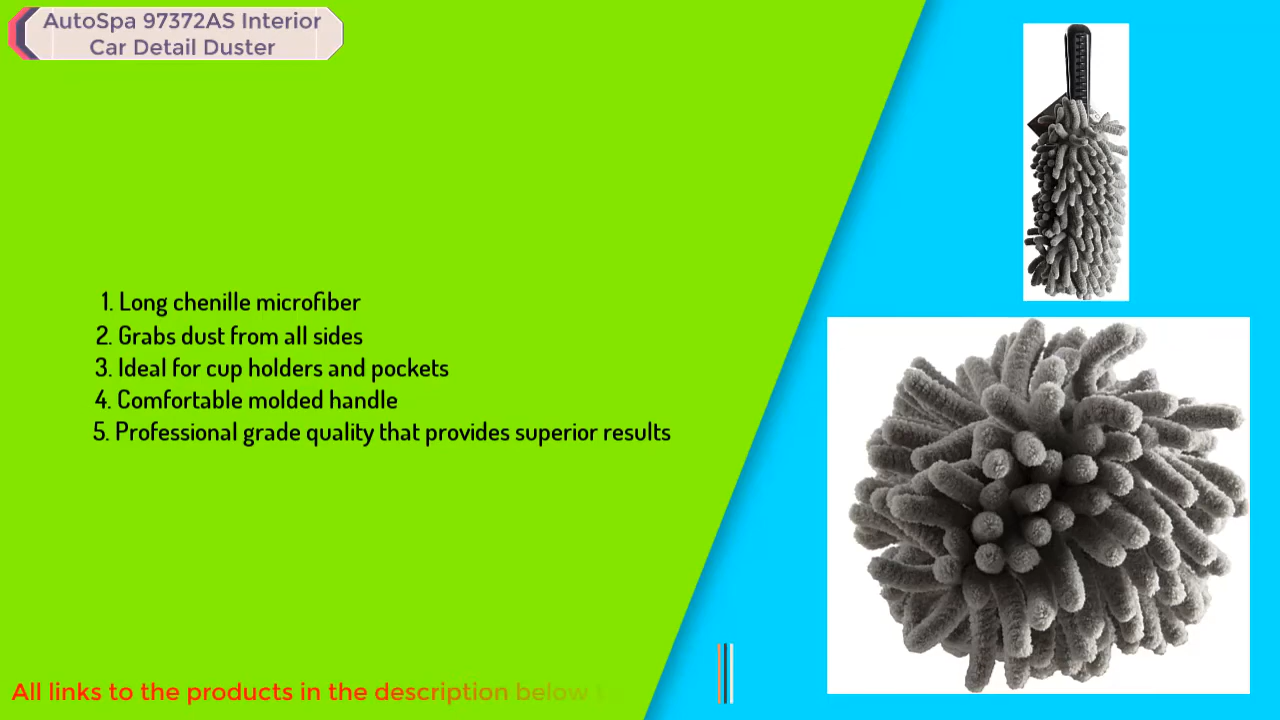 AutoSpa 97372AS Interior
Car Detail Duster
1. Long chenille microfiber
2. Grabs dust from all sides
3. Ideal for cup holders and pockets
4. Comfortable molded handle
5. Professional grade quality that provides superior results
All links to the products in the description below